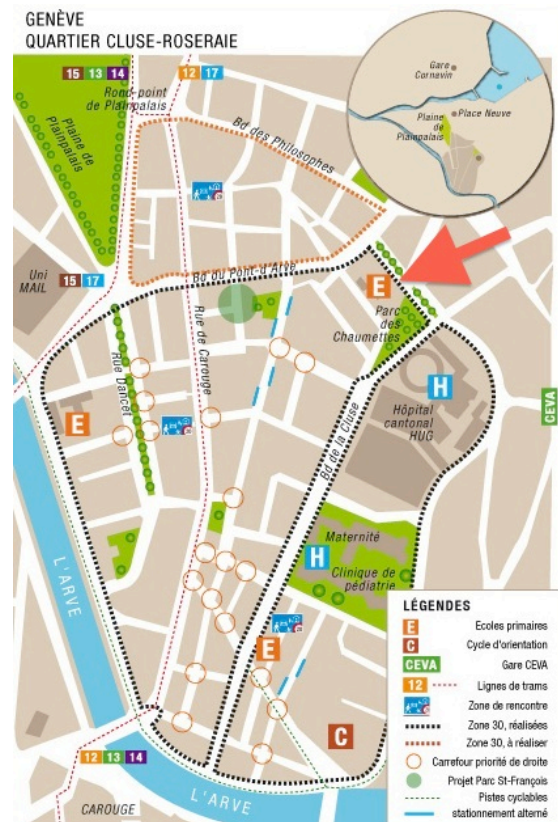 GENÈVE
QUARTIER CLUSE-ROSERAIE
15 13 14
12 17
Rond-point
de Plainpalais
Plaine de
Plainpalais
Bd des Philosophes
Gare
Cornavin
Place Neuve
Plaine
de
Plainpalais
Uni
MAIL
15 17
Bd du Pont-d'Arve
E
Parc
des
Chaumettes
Rue de Carouge
Rue Dancet
E
H
Hôpital
cantonal
HUG
CEVA
Bd de la Cluse
Maternité
H
Clinique de
pédiatrie
L'ARVE
E
C
12 13 14
CAROUGE
L'ARVE
LÉGENDES
E Ecoles primaires
C Cycle d'orientation
CEVA Gare CEVA
12 Lignes de trams
Zone de rencontre
Zone 30, réalisées
Zone 30, à réaliser
Carrefour priorité de droite
Projet Parc St-François
Pistes cyclables
stationnement alterné